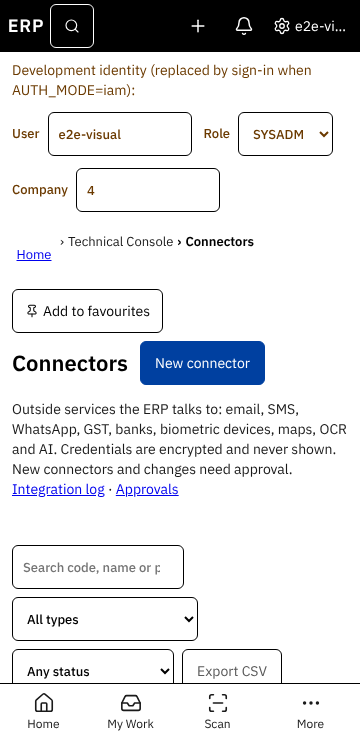 ERP e2e-vi...
Development identity (replaced by sign-in when
AUTH_MODE=iam):
User e2e-visual Role SYSADM
Company 4
Home › Technical Console › Connectors
Add to favourites
Connectors New connector
Outside services the ERP talks to: email, SMS,
WhatsApp, GST, banks, biometric devices, maps, OCR
and AI. Credentials are encrypted and never shown.
New connectors and changes need approval.
Integration log · Approvals
Search code, name or p
All types
Any status Export CSV
Home My Work Scan More